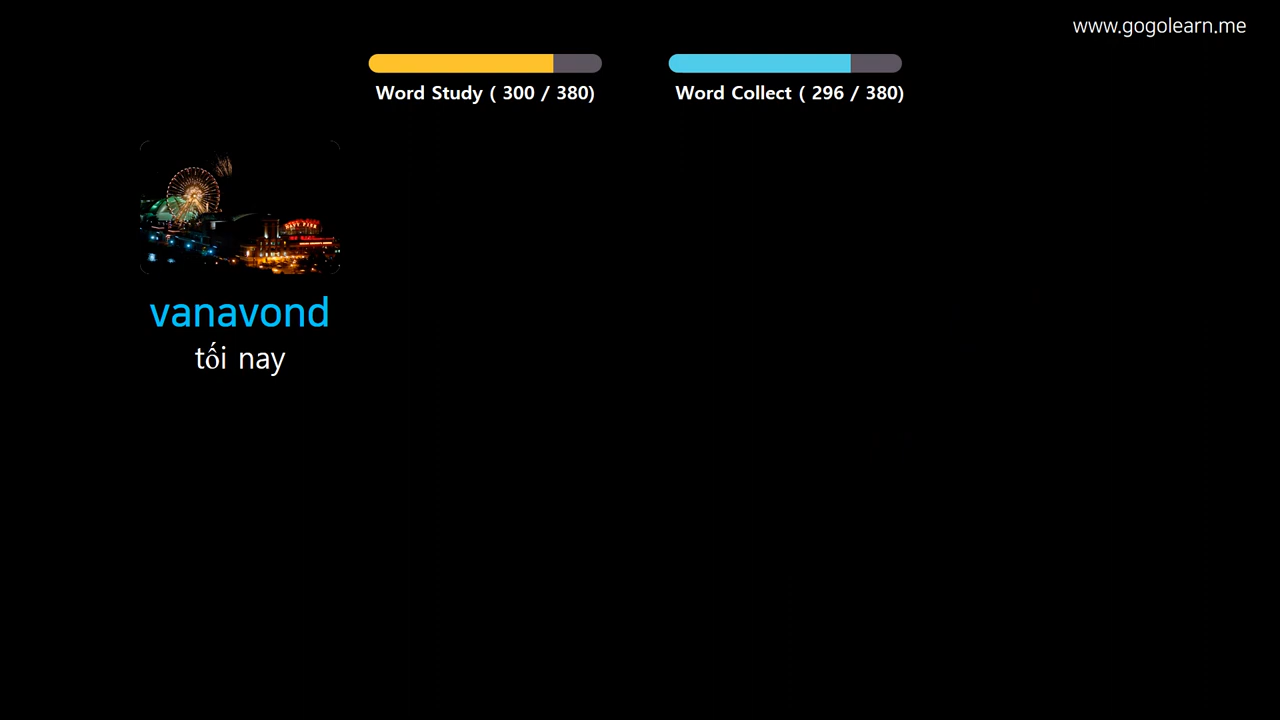 www.gogolearn.me
Word Study ( 300 / 380)
Word Collect ( 296 / 380)
vanavond
tối nay